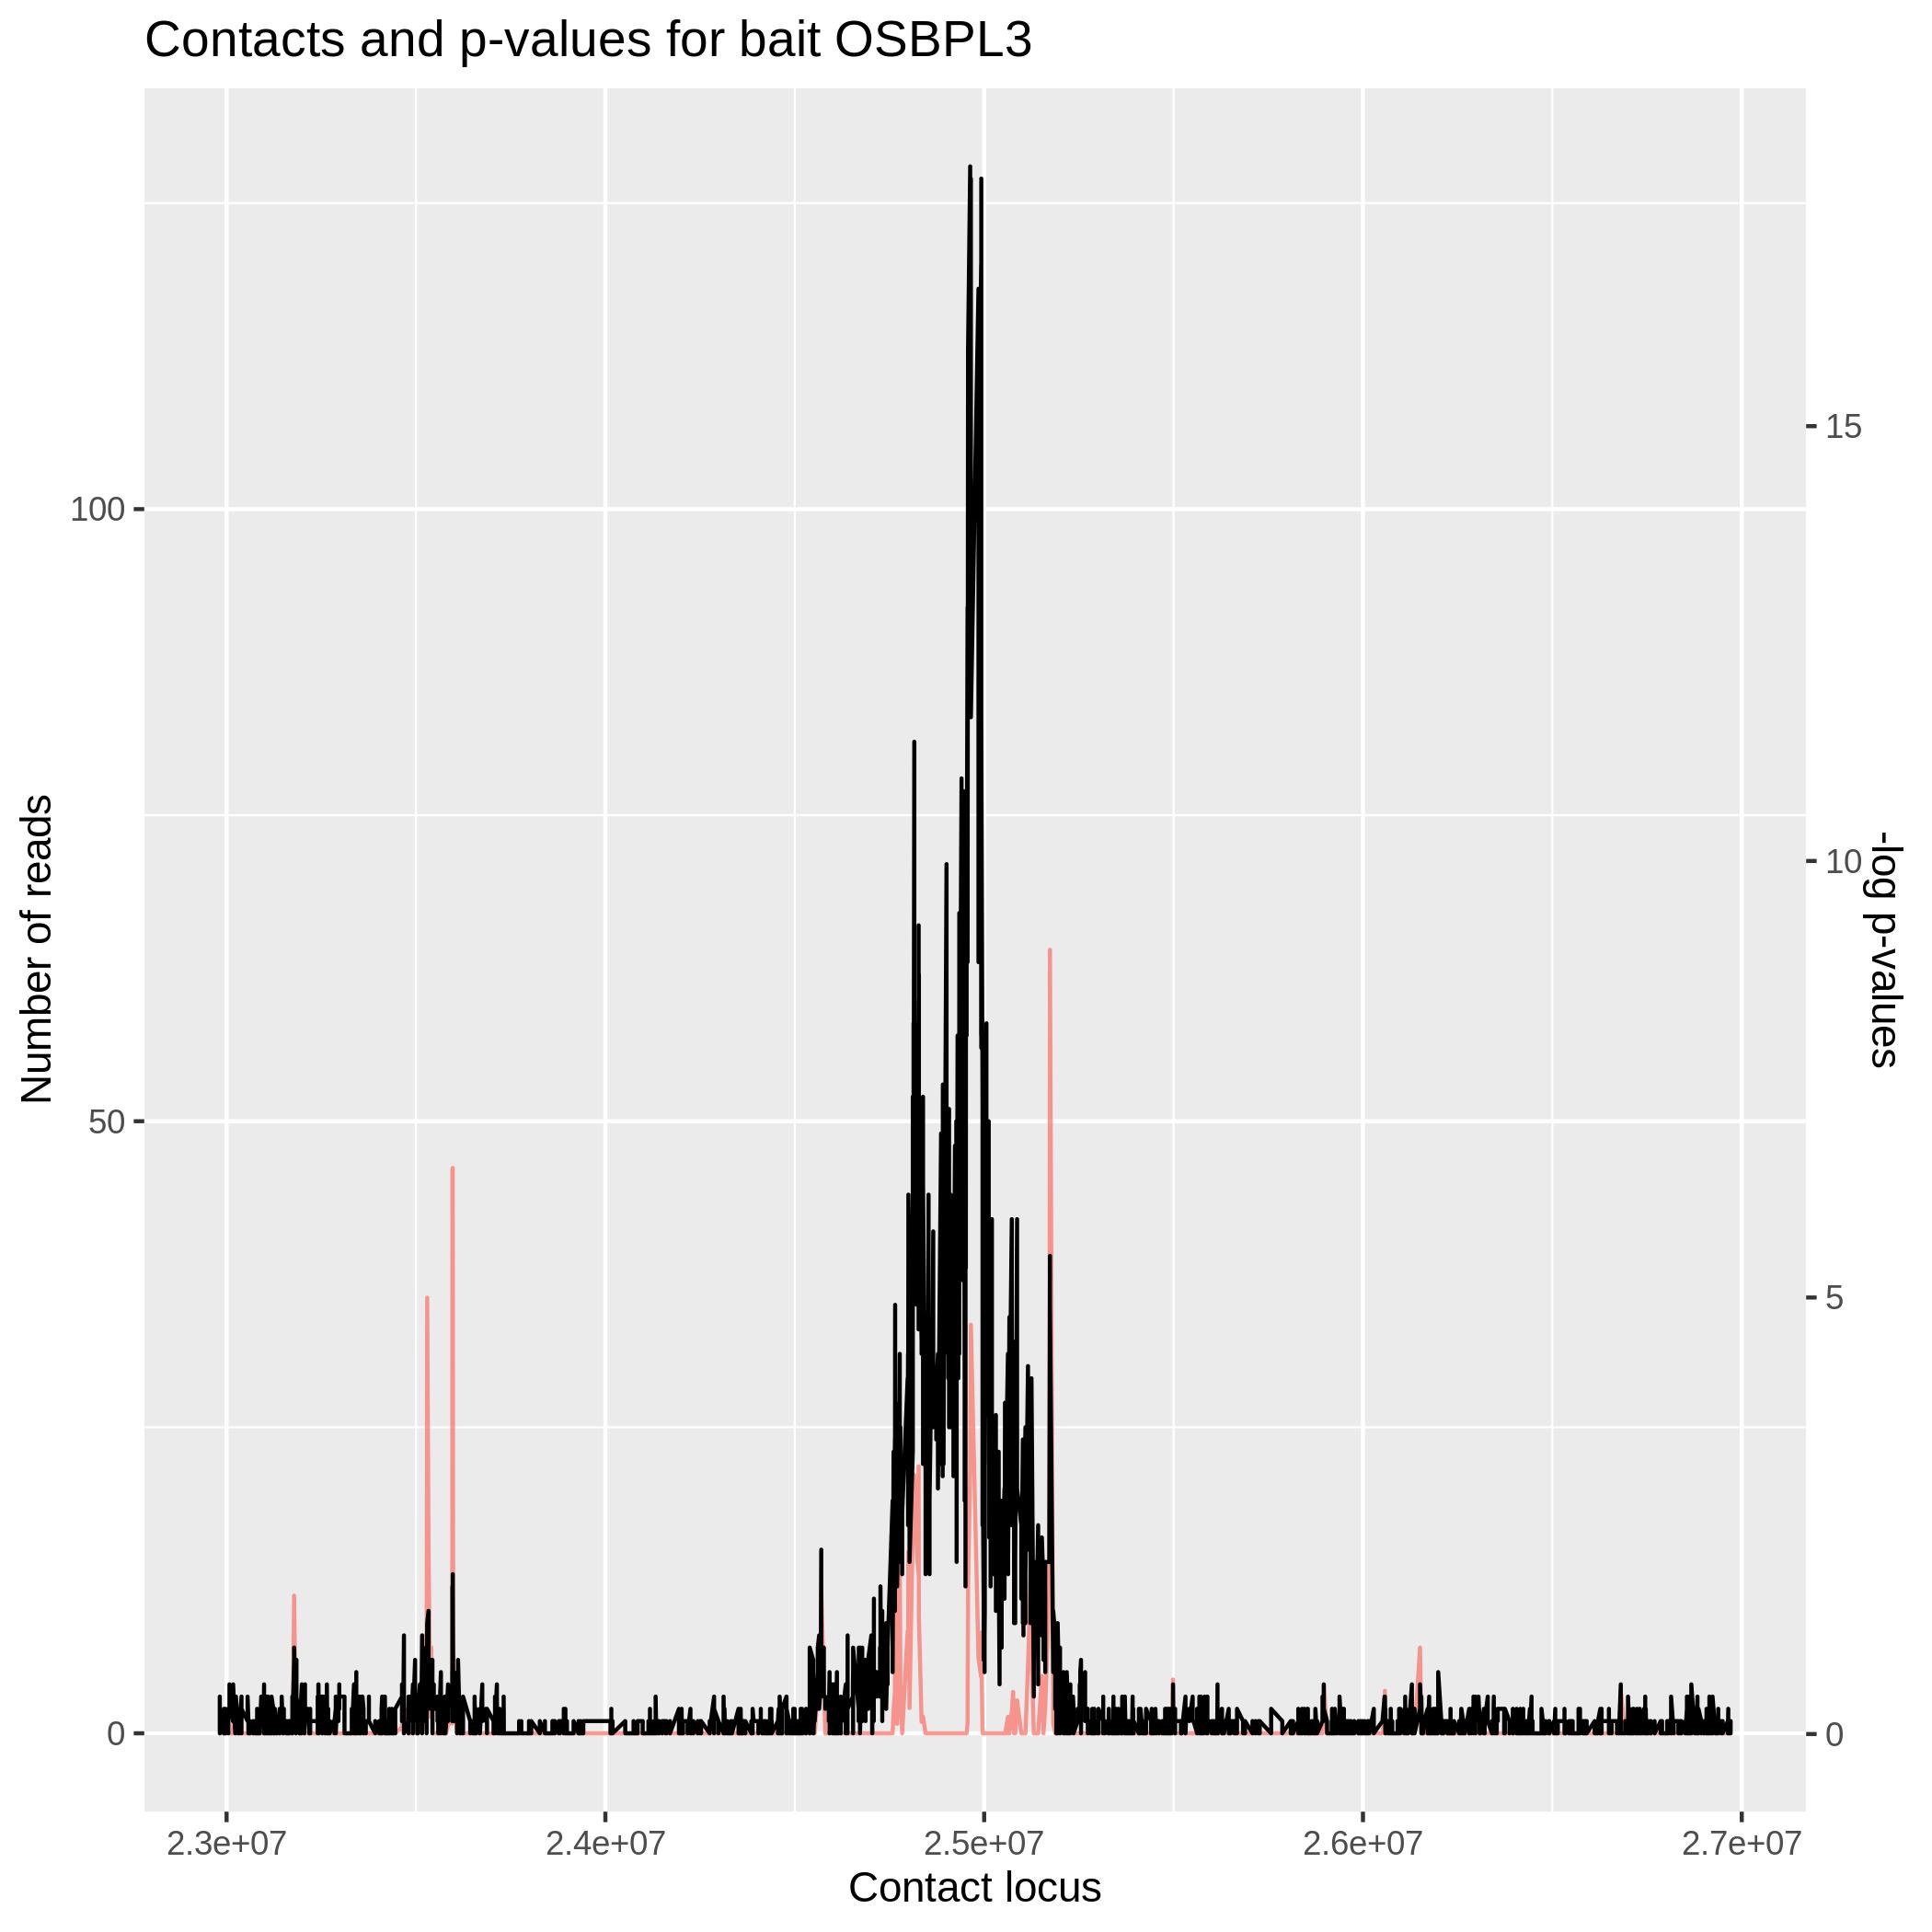 Contacts and p-values for bait OSBPL3
Number of reads
100
50
0
15
10
5
0
-log p-values
2.3e+07
2.4e+07
2.5e+07
2.6e+07
2.7e+07
Contact locus